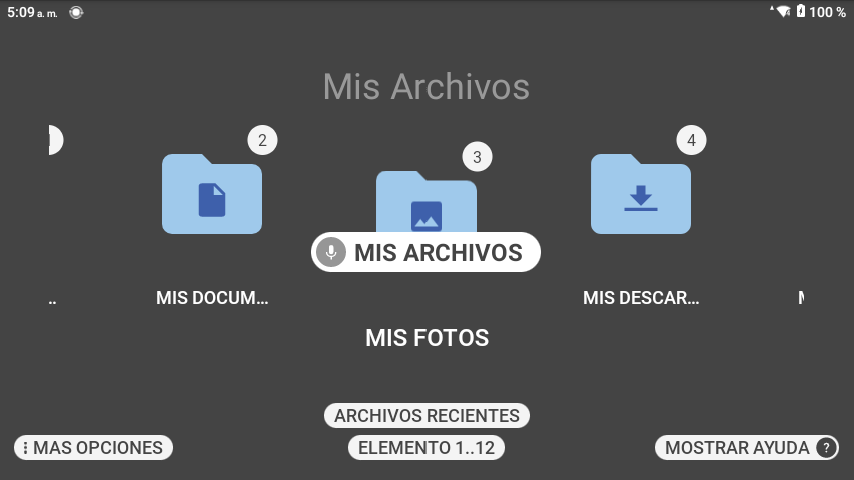 5:09 a. m.
100 %
Mis Archivos
2
3
4
MIS ARCHIVOS
..
MIS DOCUM...
MIS DESCAR...
MIS FOTOS
ARCHIVOS RECIENTES
MAS OPCIONES
ELEMENTO 1..12
MOSTRAR AYUDA ?